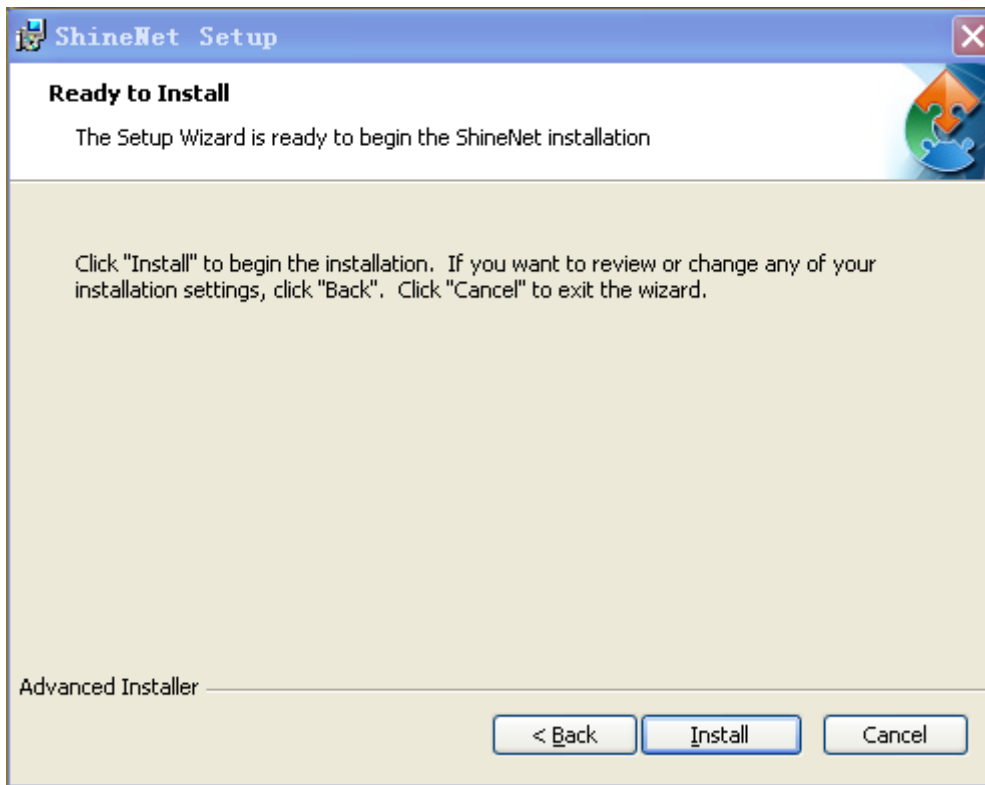 ShineNet Setup
Ready to Install
The Setup Wizard is ready to begin the ShineNet installation
Click "Install" to begin the installation.  If you want to review or change any of your
installation settings, click "Back".  Click "Cancel" to exit the wizard.
Advanced Installer
< Back Install Cancel